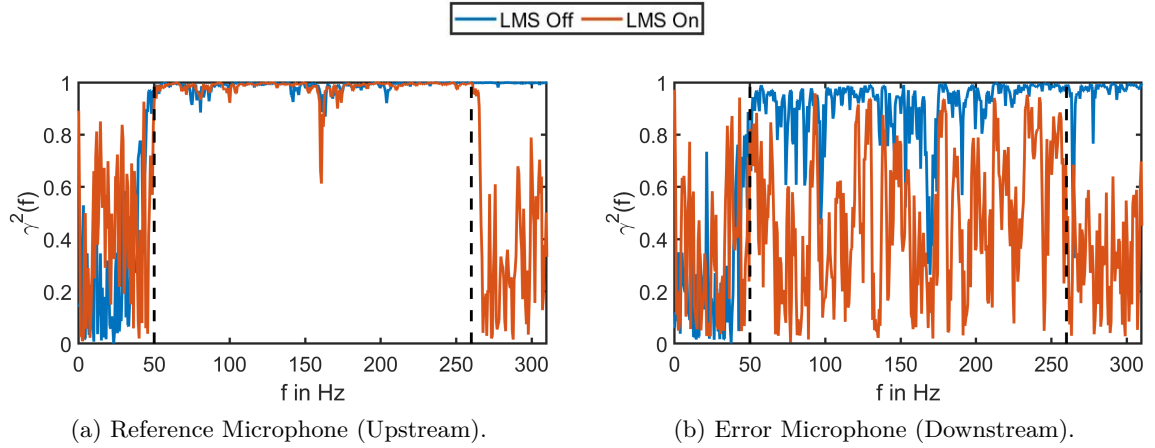 LMS Off LMS On
1
0.8
0.6
0.4
0.2
0
γ²(f)
0 50 100 150 200 250 300
f in Hz
(a) Reference Microphone (Upstream).
1
0.8
0.6
0.4
0.2
0
γ²(f)
0 50 100 150 200 250 300
f in Hz
(b) Error Microphone (Downstream).